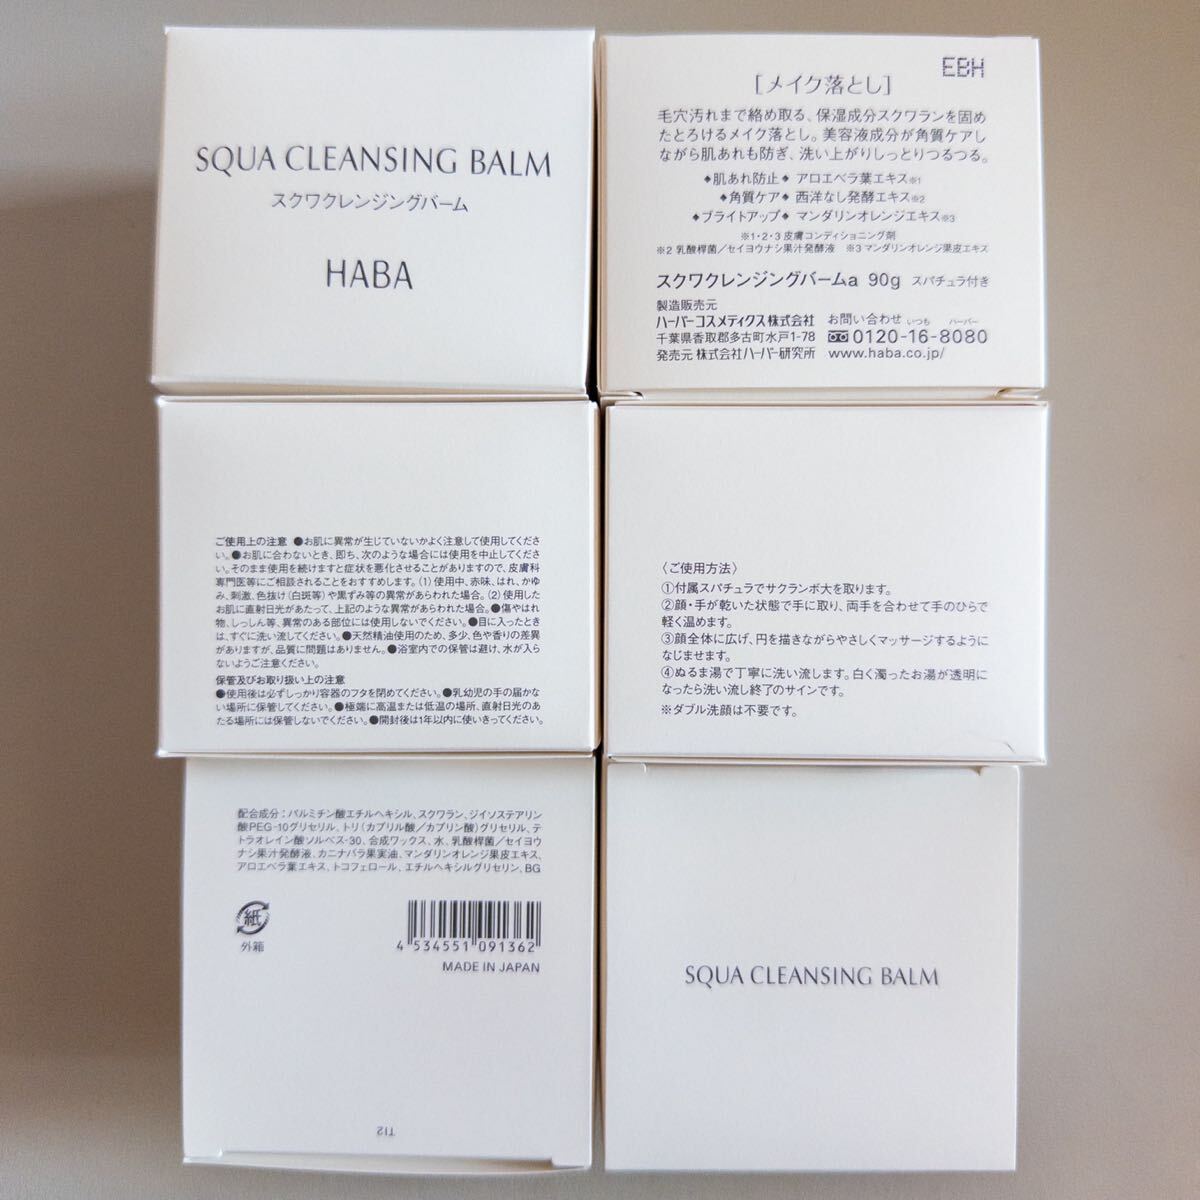 SQUA CLEANSING BALM
スクワクレンジングバーム
HABA
EBH
[メイク落とし]
毛穴汚れまで絡め取る、保湿成分スクワランを固め
たとろけるメイク落とし。美容液成分が角質ケアし
ながら肌あれも防ぎ、洗い上がりしっとりつるつる。
◆肌あれ防止◆ アロエベラ葉エキス※1
◆角質ケア◆ 西洋なし発酵エキス※2
◆ブライトアップ◆ マンダリンオレンジエキス※3
※1・2・3 皮膚コンディショニング剤
※2 乳酸桿菌/セイヨウナシ果汁発酵液 ※3 マンダリンオレンジ果皮エキス
スクワクレンジングバームa 90g スパチュラ付き
製造販売元
ハーバーコスメティクス株式会社 お問い合わせ いつも ハーバー
千葉県香取郡多古町水戸1-78 0120-16-8080
発売元 株式会社ハーバー研究所 www.haba.co.jp/
ご使用上の注意 ●お肌に異常が生じていないかよく注意して使用してくださ
い。●お肌に合わないとき、即ち、次のような場合には使用を中止してくださ
い。そのまま使用を続けますと症状を悪化させることがありますので、皮膚科
専門医等にご相談されることをおすすめします。(1)使用中、赤味、はれ、かゆ
み、刺激、色抜け(白斑等)や黒ずみ等の異常があらわれた場合。(2)使用した
お肌に直射日光があたって、上記のような異常があらわれた場合。●傷やはれ
物、しっしん等、異常のある部位には使用しないでください。●目に入ったとき
は、すぐに洗い流してください。●天然精油使用のため、多少、色や香りの差異
がありますが、品質に問題はありません。●浴室内での保管は避け、水が入ら
ないようご注意ください。
保管及びお取り扱い上の注意
●使用後は必ずしっかり容器のフタを閉めてください。●乳幼児の手の届かな
い場所に保管してください。●極端に高温または低温の場所、直射日光のあ
たる場所には保管しないでください。●開封後は1年以内に使いきってください。
〈ご使用方法〉
①付属スパチュラでサクランボ大を取ります。
②顔・手が乾いた状態で手に取り、両手を合わせて手のひらで
軽く温めます。
③顔全体に広げ、円を描きながらやさしくマッサージするように
なじませます。
④ぬるま湯で丁寧に洗い流します。白く濁ったお湯が透明
になったら洗い流し終了のサインです。
※ダブル洗顔は不要です。
配合成分:パルミチン酸エチルヘキシル、スクワラン、ジイソステアリン
酸PEG-10グリセリル、トリ(カプリル酸/カプリン酸)グリセリル、テ
トラオレイン酸ソルベス-30、合成ワックス、水、乳酸桿菌/セイヨウ
ナシ果汁発酵液、カニナバラ果実油、マンダリンオレンジ果皮エキス、
アロエベラ葉エキス、トコフェロール、エチルヘキシルグリセリン、BG
紙
外箱
4 534551 091362
MADE IN JAPAN
T12
SQUA CLEANSING BALM